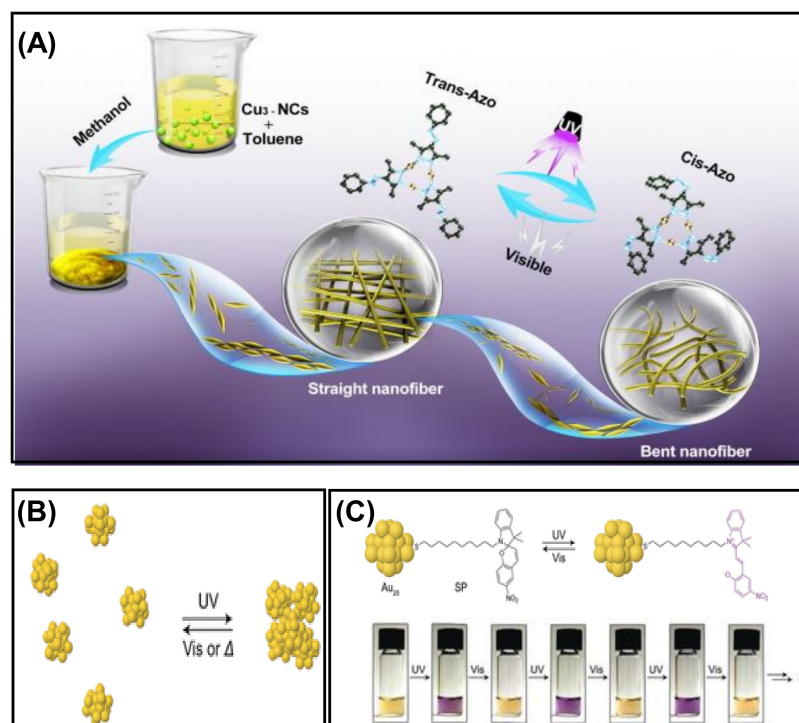 (A)
Cu3 - NCs
+
Toluene
Methanol
Trans-Azo
UV
Cis-Azo
Visible
Straight nanofiber
Bent nanofiber
(B)
UV
Vis or Δ
(C)
S
N
O
NO2
Au25
SP
UV
Vis
S
N+
O-
NO2
UV
Vis
UV
Vis
UV
Vis